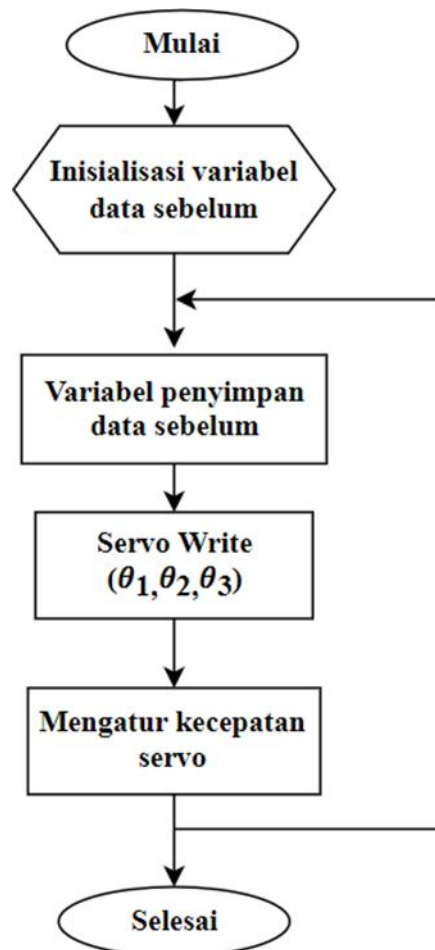 Mulai
Inisialisasi variabel
data sebelum
Variabel penyimpan
data sebelum
Servo Write
(θ₁,θ₂,θ₃)
Mengatur kecepatan
servo
Selesai